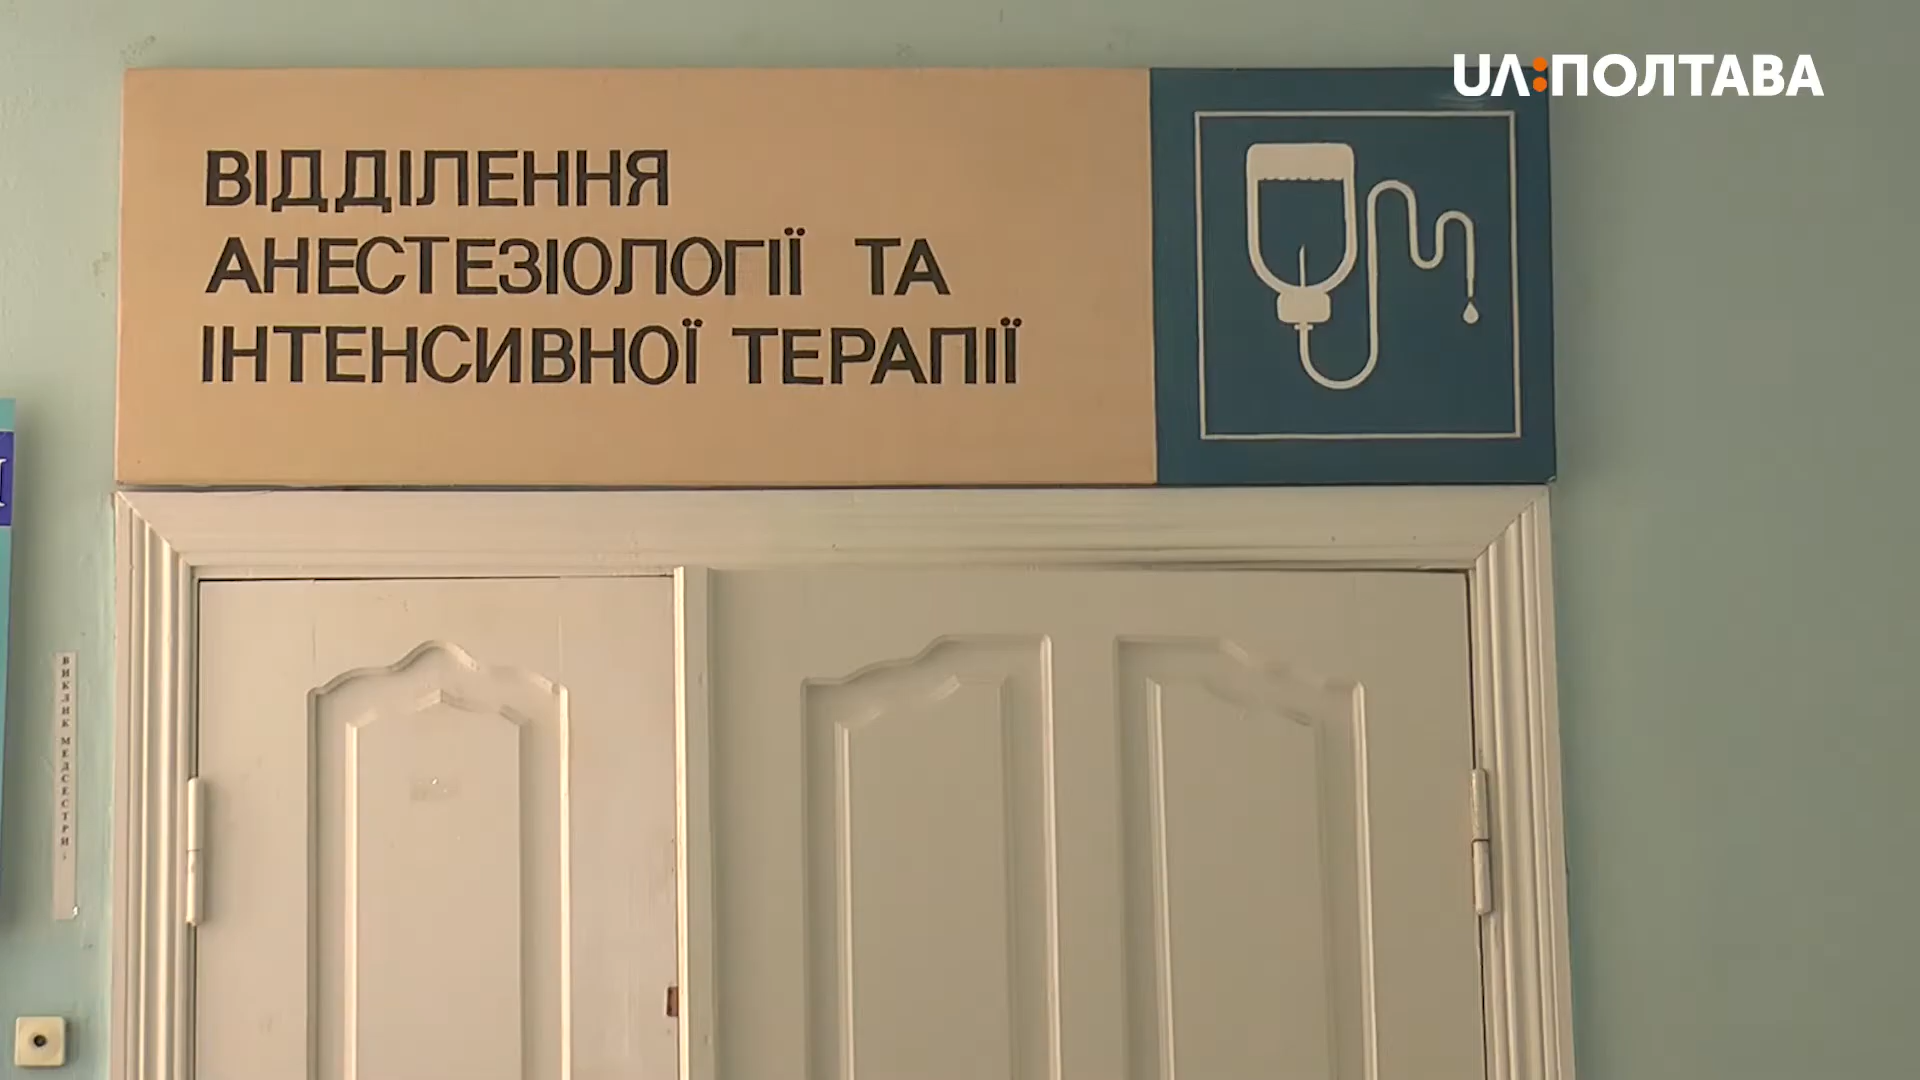 UA:ПОЛТАВА
ВІДДІЛЕННЯ
АНЕСТЕЗІОЛОГІЇ ТА
ІНТЕНСИВНОЇ ТЕРАПІЇ
ВИКЛИК МЕДСЕСТРИ